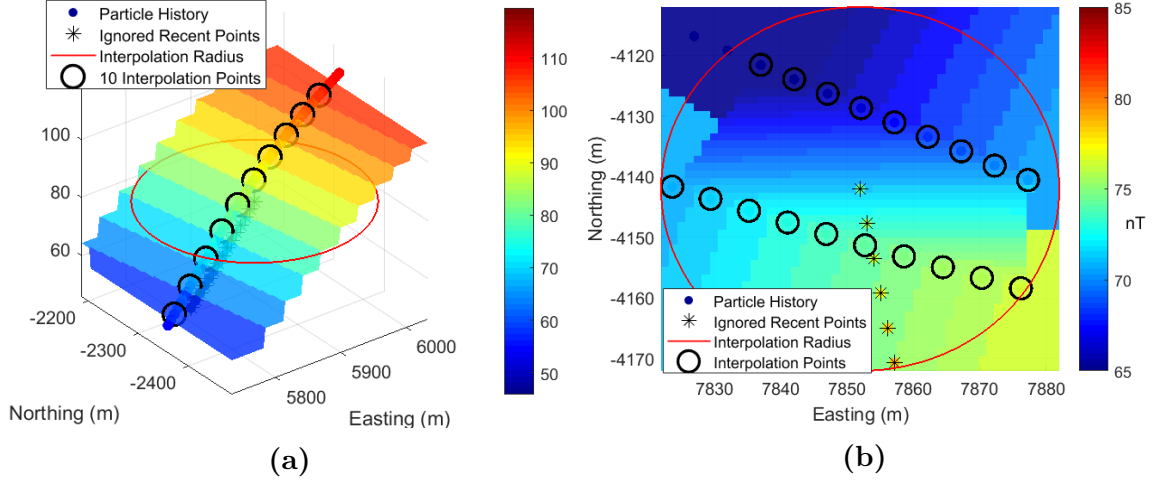 Particle History
Ignored Recent Points
Interpolation Radius
10 Interpolation Points
100
80
60
-2200
-2300
-2400
5800
5900
6000
Northing (m)
Easting (m)
110
100
90
80
70
60
50
(a)
-4120
-4130
-4140
-4150
-4160
-4170
Northing (m)
Particle History
Ignored Recent Points
Interpolation Radius
Interpolation Points
7830
7840
7850
7860
7870
7880
Easting (m)
85
80
75
70
65
nT
(b)